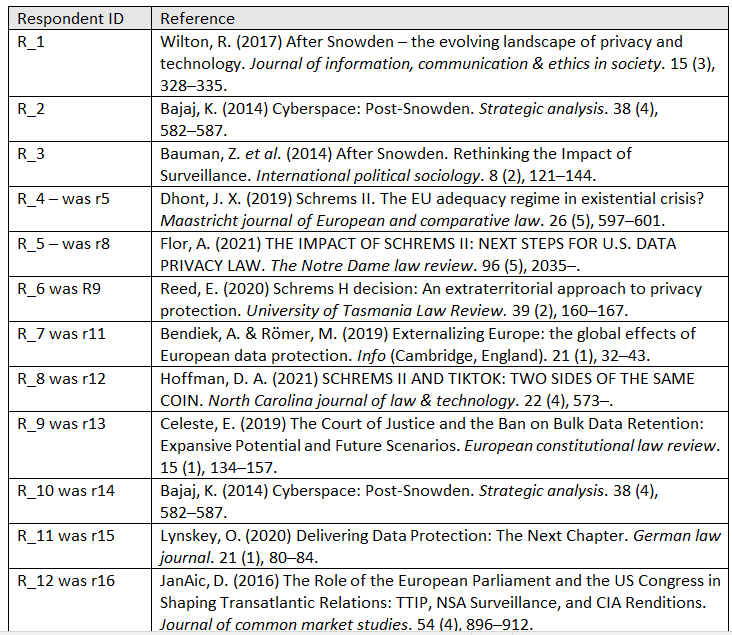 Respondent ID Reference
R_1 Wilton, R. (2017) After Snowden – the evolving landscape of privacy and
technology. Journal of information, communication & ethics in society. 15 (3),
328–335.
R_2 Bajaj, K. (2014) Cyberspace: Post-Snowden. Strategic analysis. 38 (4),
582–587.
R_3 Bauman, Z. et al. (2014) After Snowden. Rethinking the Impact of
Surveillance. International political sociology. 8 (2), 121–144.
R_4 – was r5 Dhont, J. X. (2019) Schrems II. The EU adequacy regime in existential crisis?
Maastricht journal of European and comparative law. 26 (5), 597–601.
R_5 – was r8 Flor, A. (2021) THE IMPACT OF SCHREMS II: NEXT STEPS FOR U.S. DATA
PRIVACY LAW. The Notre Dame law review. 96 (5), 2035–.
R_6 was R9 Reed, E. (2020) Schrems H decision: An extraterritorial approach to privacy
protection. University of Tasmania Law Review. 39 (2), 160–167.
R_7 was r11 Bendiek, A. & Römer, M. (2019) Externalizing Europe: the global effects of
European data protection. Info (Cambridge, England). 21 (1), 32–43.
R_8 was r12 Hoffman, D. A. (2021) SCHREMS II AND TIKTOK: TWO SIDES OF THE SAME
COIN. North Carolina journal of law & technology. 22 (4), 573–.
R_9 was r13 Celeste, E. (2019) The Court of Justice and the Ban on Bulk Data Retention:
Expansive Potential and Future Scenarios. European constitutional law review.
15 (1), 134–157.
R_10 was r14 Bajaj, K. (2014) Cyberspace: Post-Snowden. Strategic analysis. 38 (4),
582–587.
R_11 was r15 Lynskey, O. (2020) Delivering Data Protection: The Next Chapter. German law
journal. 21 (1), 80–84.
R_12 was r16 JanAic, D. (2016) The Role of the European Parliament and the US Congress in
Shaping Transatlantic Relations: TTIP, NSA Surveillance, and CIA Renditions.
Journal of common market studies. 54 (4), 896–912.